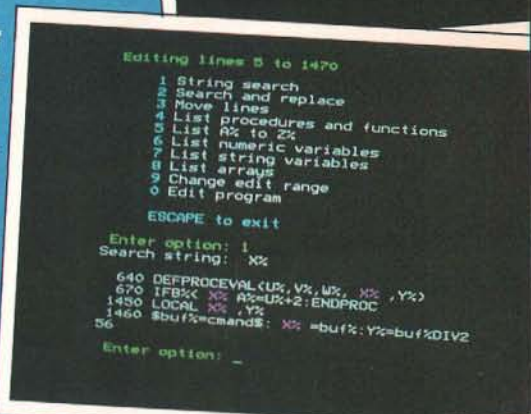 Editing lines 5 to 1470
1 String search
2 Search and replace
3 Move lines
4 List procedures and functions
5 List A% to Z%
6 List numeric variables
7 List string variables
8 List arrays
9 Change edit range
0 Edit program
ESCAPE to exit
Enter option: 1
Search string: X%
640 DEFPROCEVAL(U%,V%,W%, X% ,Y%)
670 IFB%< X% A%=U%+2:ENDPROC
1450 LOCAL X% ,Y%
1460 $buf%=cmand$: X% =buf%:Y%=buf%DIV2
56
Enter option: _